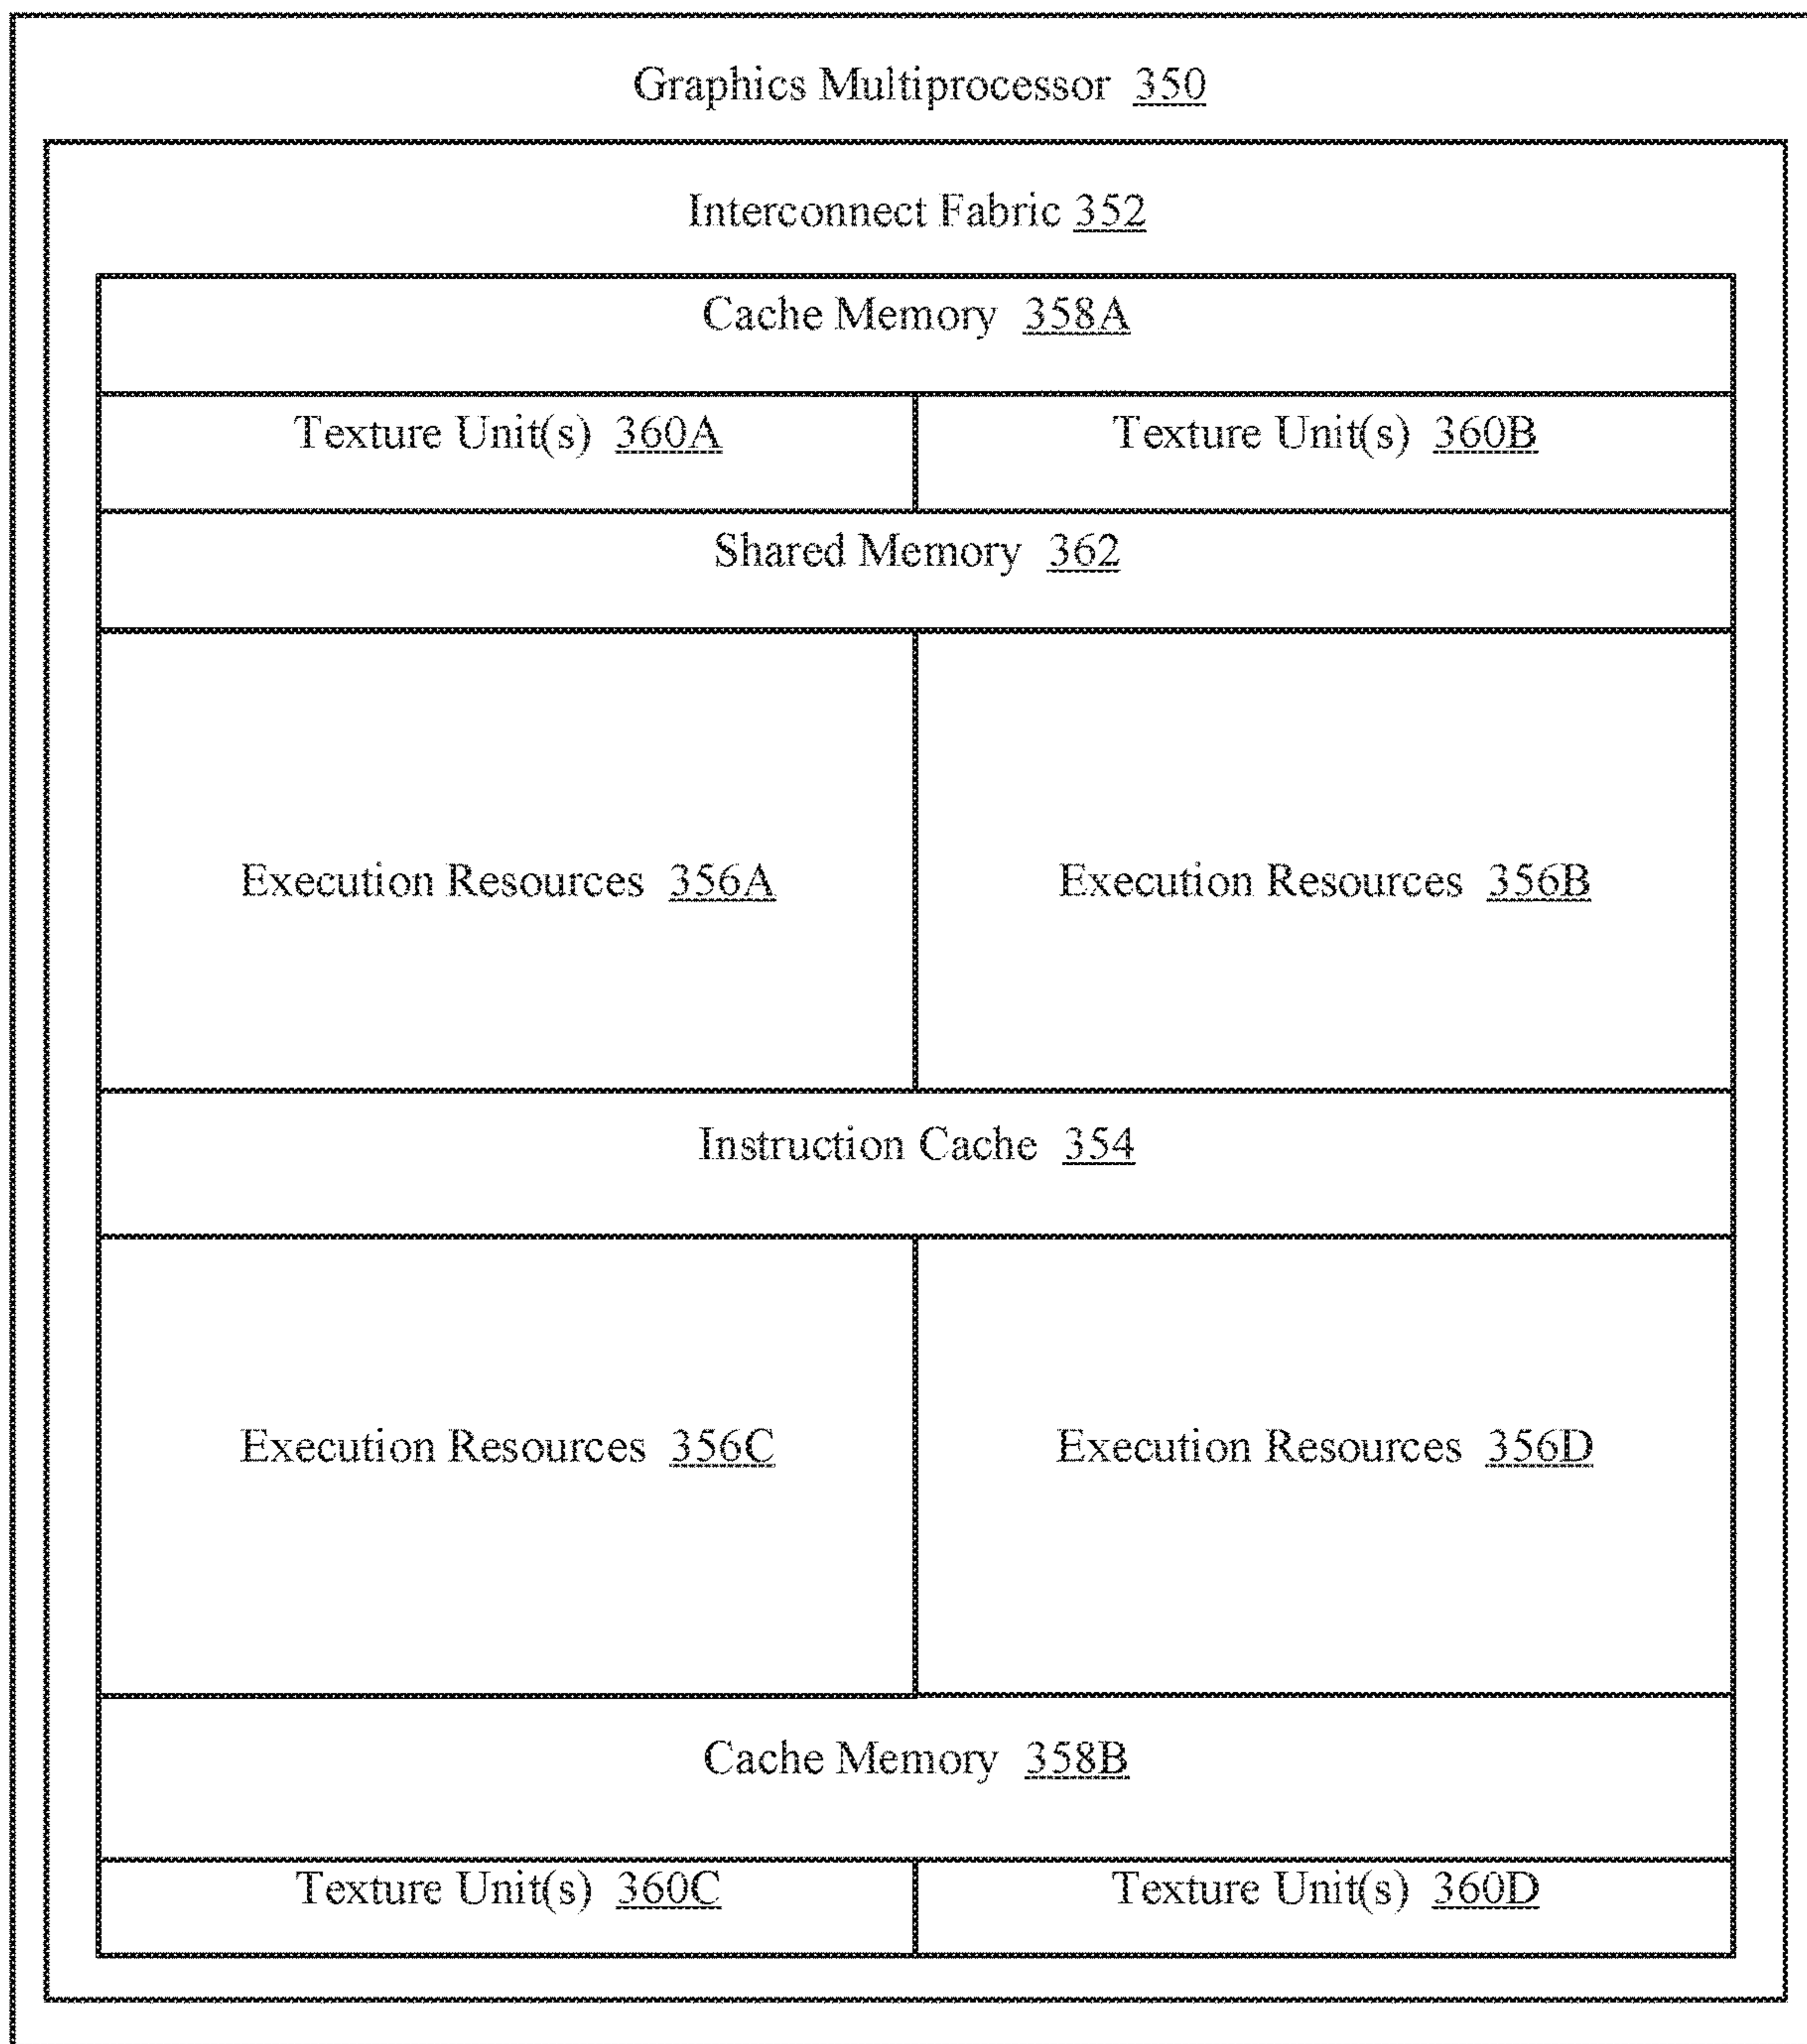 Graphics Multiprocessor 350
Interconnect Fabric 352
Cache Memory 358A
Texture Unit(s) 360A
Texture Unit(s) 360B
Shared Memory 362
Execution Resources 356A
Execution Resources 356B
Instruction Cache 354
Execution Resources 356C
Execution Resources 356D
Cache Memory 358B
Texture Unit(s) 360C
Texture Unit(s) 360D